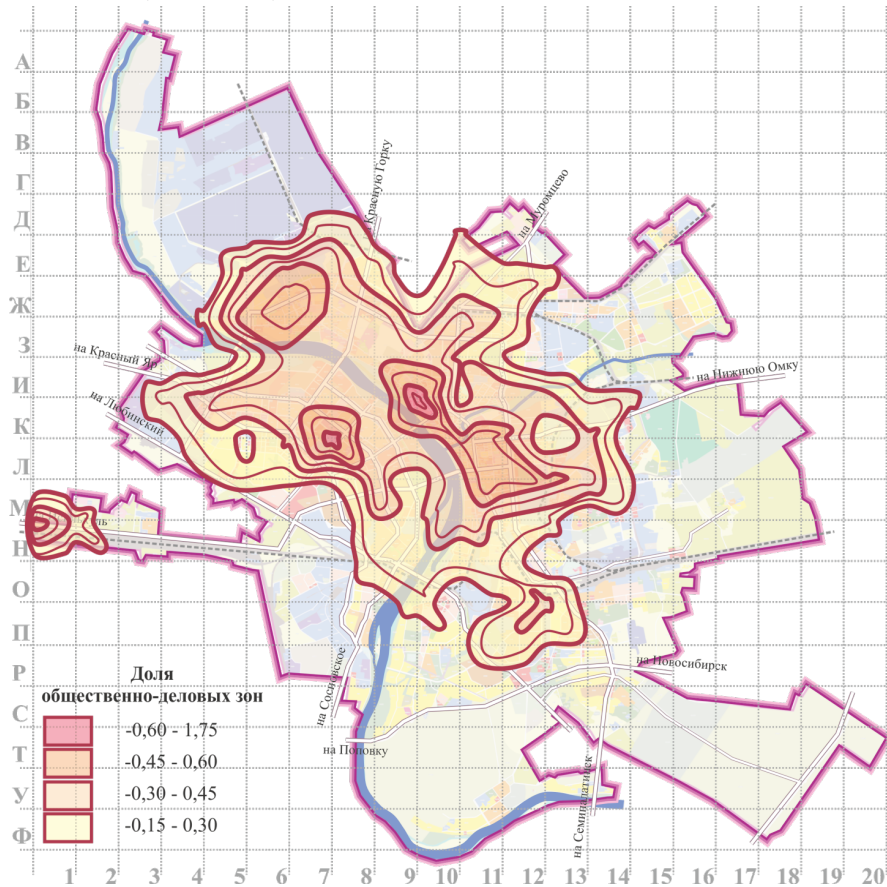 А
Б
В
Г
Д
Е
Ж
З
И
К
Л
М
Н
О
П
Р
С
Т
У
Ф
на Красную Горку
на Муромцево
на Красный Яр
на Любинский
на Нижнюю Омку
на Новосибирск
на Сосновское
на Поповку
на Семипалатинск
Доля
общественно-деловых зон
-0,60 - 1,75
-0,45 - 0,60
-0,30 - 0,45
-0,15 - 0,30
1 2 3 4 5 6 7 8 9 10 11 12 13 14 15 16 17 18 19 20